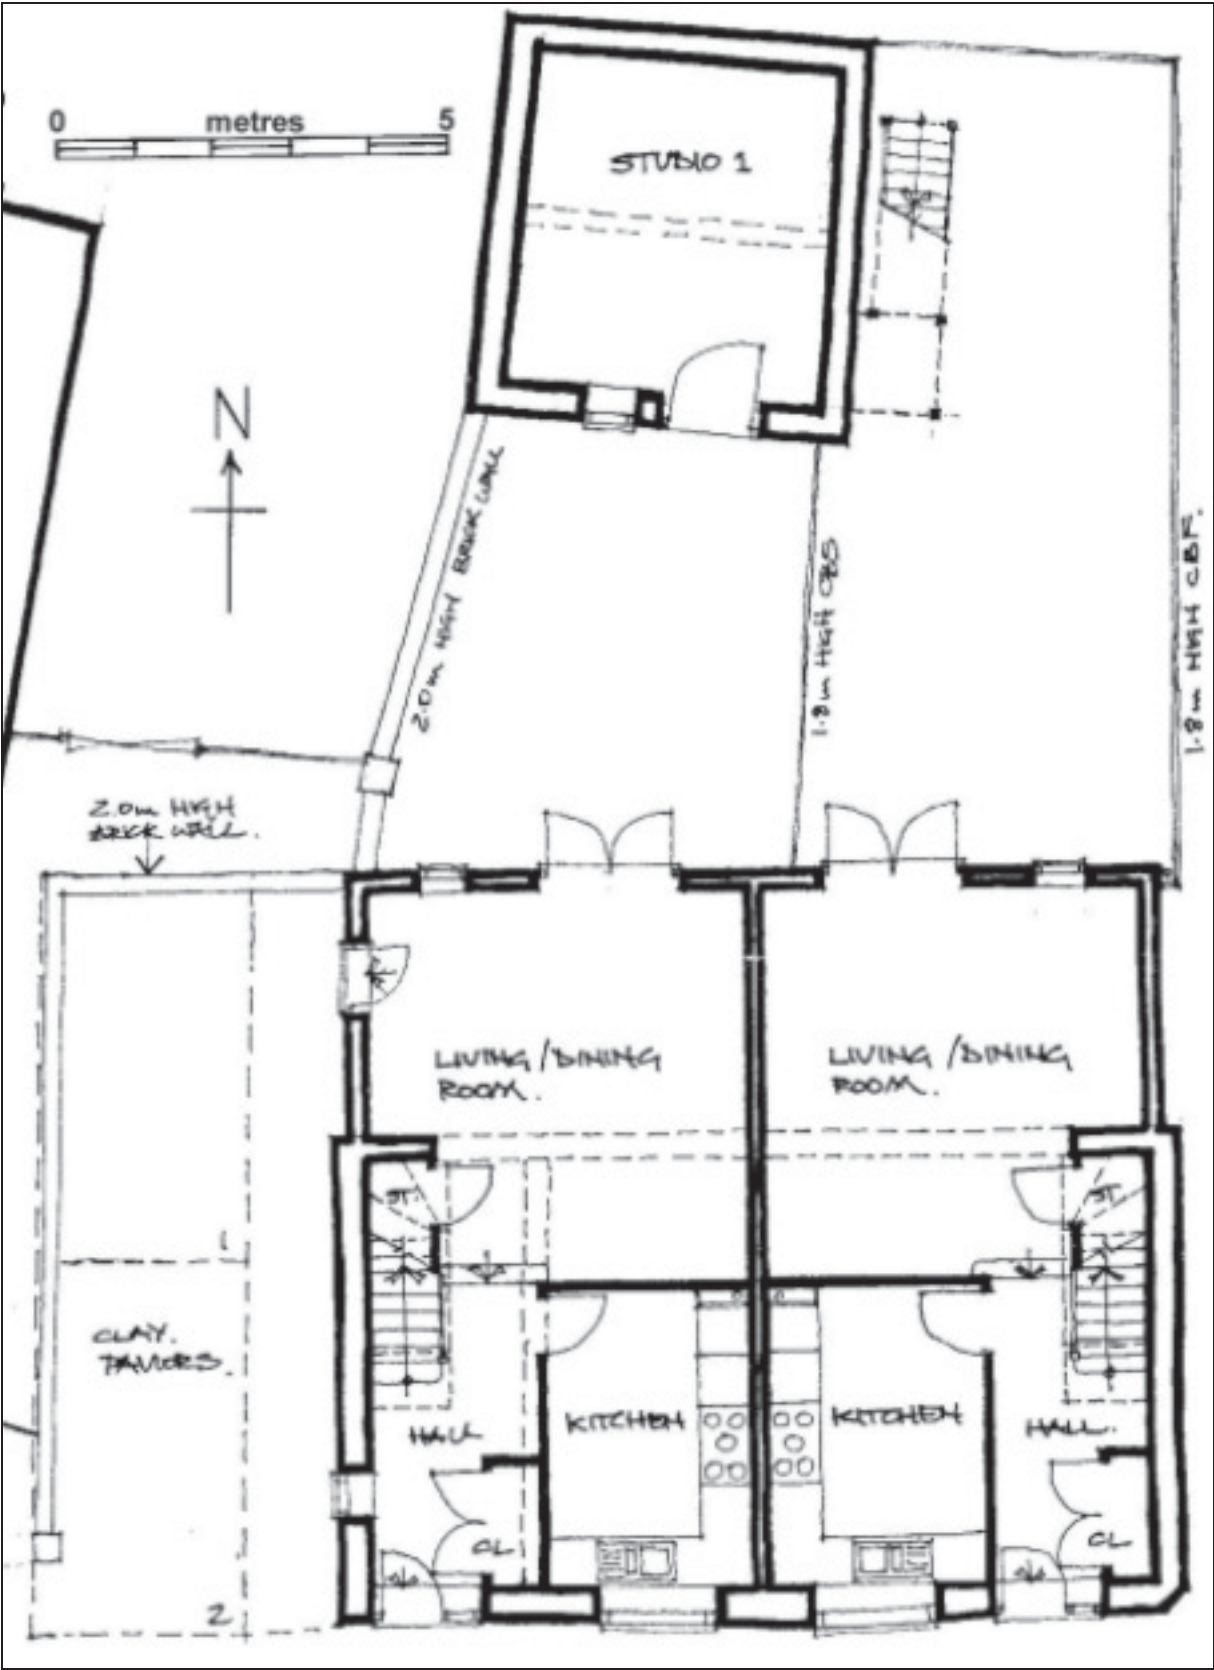 0 metres 5
STUDIO 1
N
2.0m HIGH BRICK WALL
1.8m HIGH CBS
1.8m HIGH CBF.
2.0m HIGH
BRICK WALL.
LIVING/DINING
ROOM.
LIVING/DINING
ROOM.
ST.
ST
CLAY.
PAVIORS.
1
HALL
KITCHEN
KITCHEN
HALL.
CL
CL
2